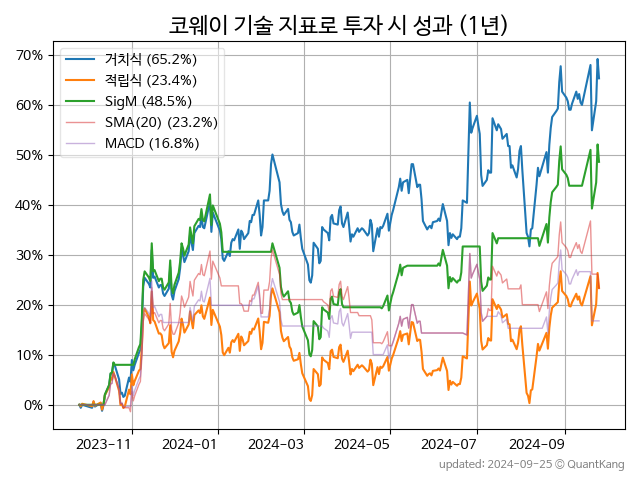 코웨이 기술 지표로 투자 시 성과 (1년)
70%
60%
50%
40%
30%
20%
10%
0%
거치식 (65.2%)
적립식 (23.4%)
SigM (48.5%)
SMA(20) (23.2%)
MACD (16.8%)
2023-11 2024-01 2024-03 2024-05 2024-07 2024-09
updated: 2024-09-25 ⓒ QuantKang